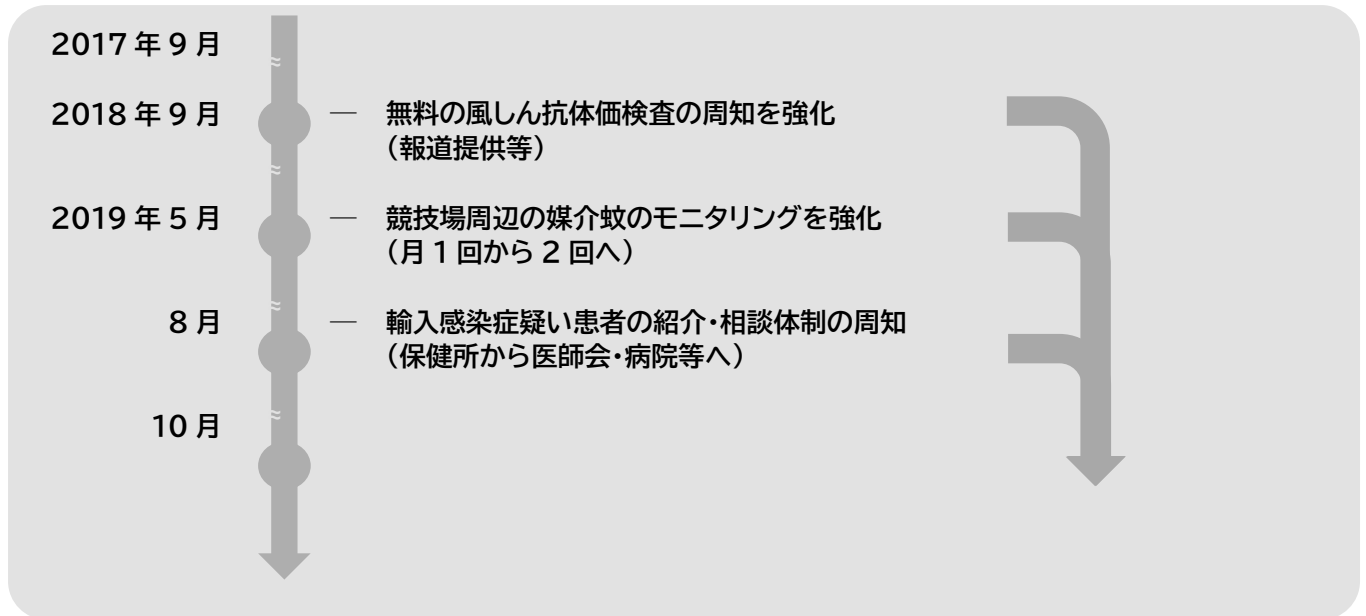 2017年9月
2018年9月 ― 無料の風しん抗体価検査の周知を強化
(報道提供等)
2019年5月 ― 競技場周辺の媒介蚊のモニタリングを強化
(月1回から2回へ)
8月 ― 輸入感染症疑い患者の紹介・相談体制の周知
(保健所から医師会・病院等へ)
10月